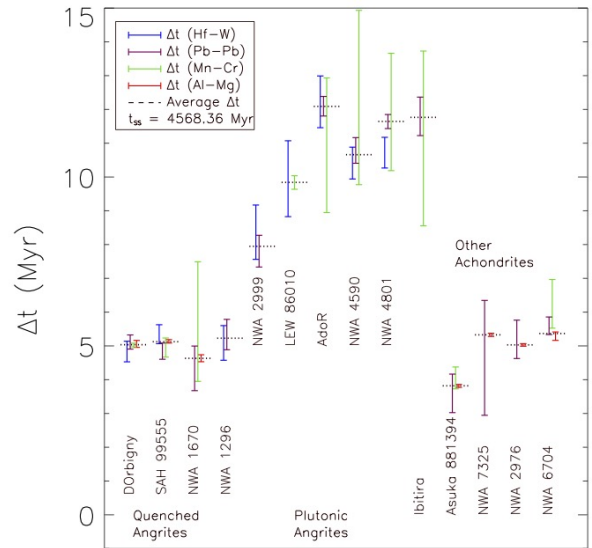 15
10
5
0
Δt (Myr)
Δt (Hf−W)
Δt (Pb−Pb)
Δt (Mn−Cr)
Δt (Al−Mg)
Average Δt
tss = 4568.36 Myr
DOrbigny
SAH 99555
NWA 1670
NWA 1296
NWA 2999
LEW 86010
AdoR
NWA 4590
NWA 4801
Ibitira
Asuka 881394
NWA 7325
NWA 2976
NWA 6704
Other
Achondrites
Quenched
Angrites
Plutonic
Angrites